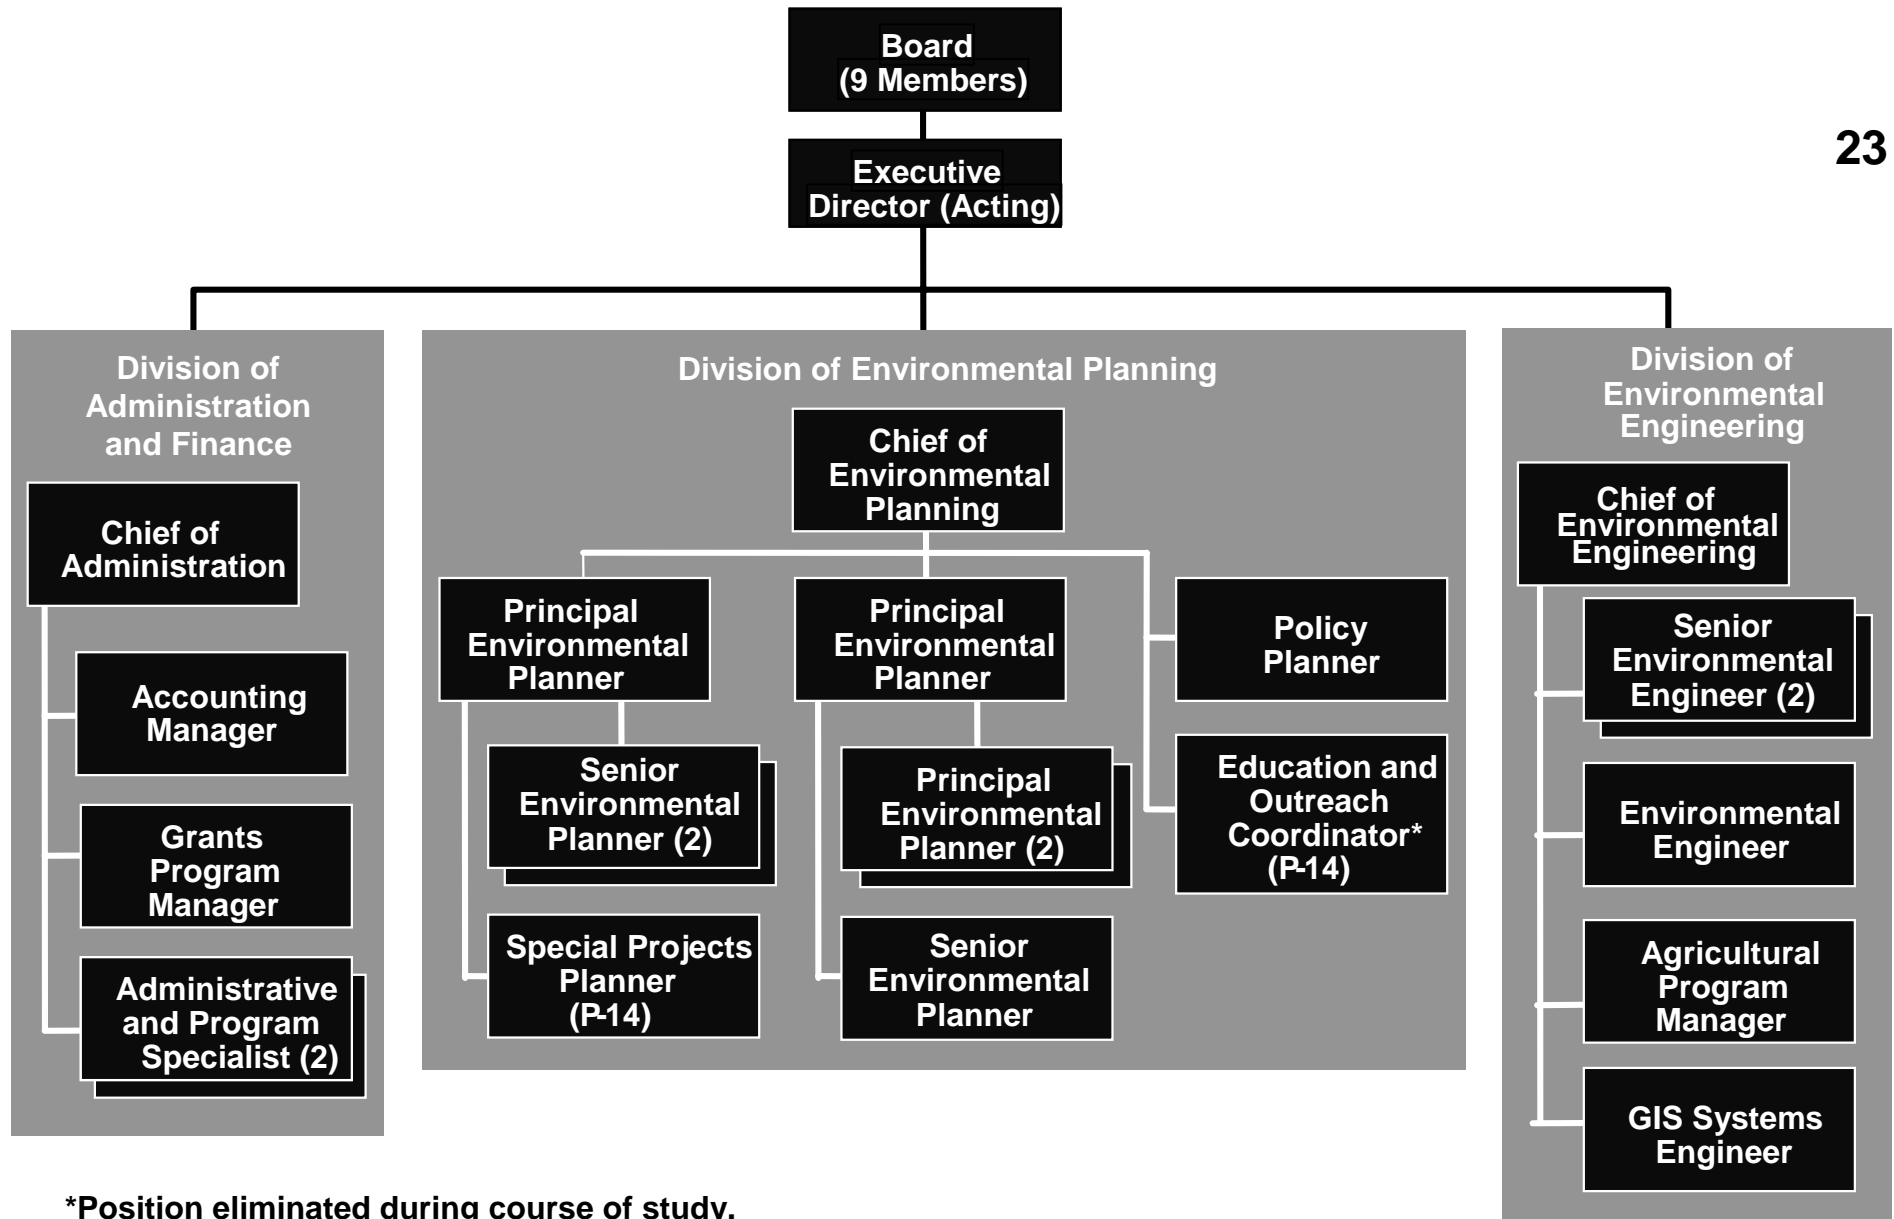 Board
(9 Members)
23
Executive
Director (Acting)
Division of
Administration
and Finance
Chief of
Administration
Accounting
Manager
Grants
Program
Manager
Administrative
and Program
Specialist (2)
Division of Environmental Planning
Chief of
Environmental
Planning
Principal
Environmental
Planner
Senior
Environmental
Planner (2)
Special Projects
Planner
(P-14)
Principal
Environmental
Planner
Principal
Environmental
Planner (2)
Senior
Environmental
Planner
Policy
Planner
Education and
Outreach
Coordinator*
(P-14)
Division of
Environmental
Engineering
Chief of
Environmental
Engineering
Senior
Environmental
Engineer (2)
Environmental
Engineer
Agricultural
Program
Manager
GIS Systems
Engineer
*Position eliminated during course of study.